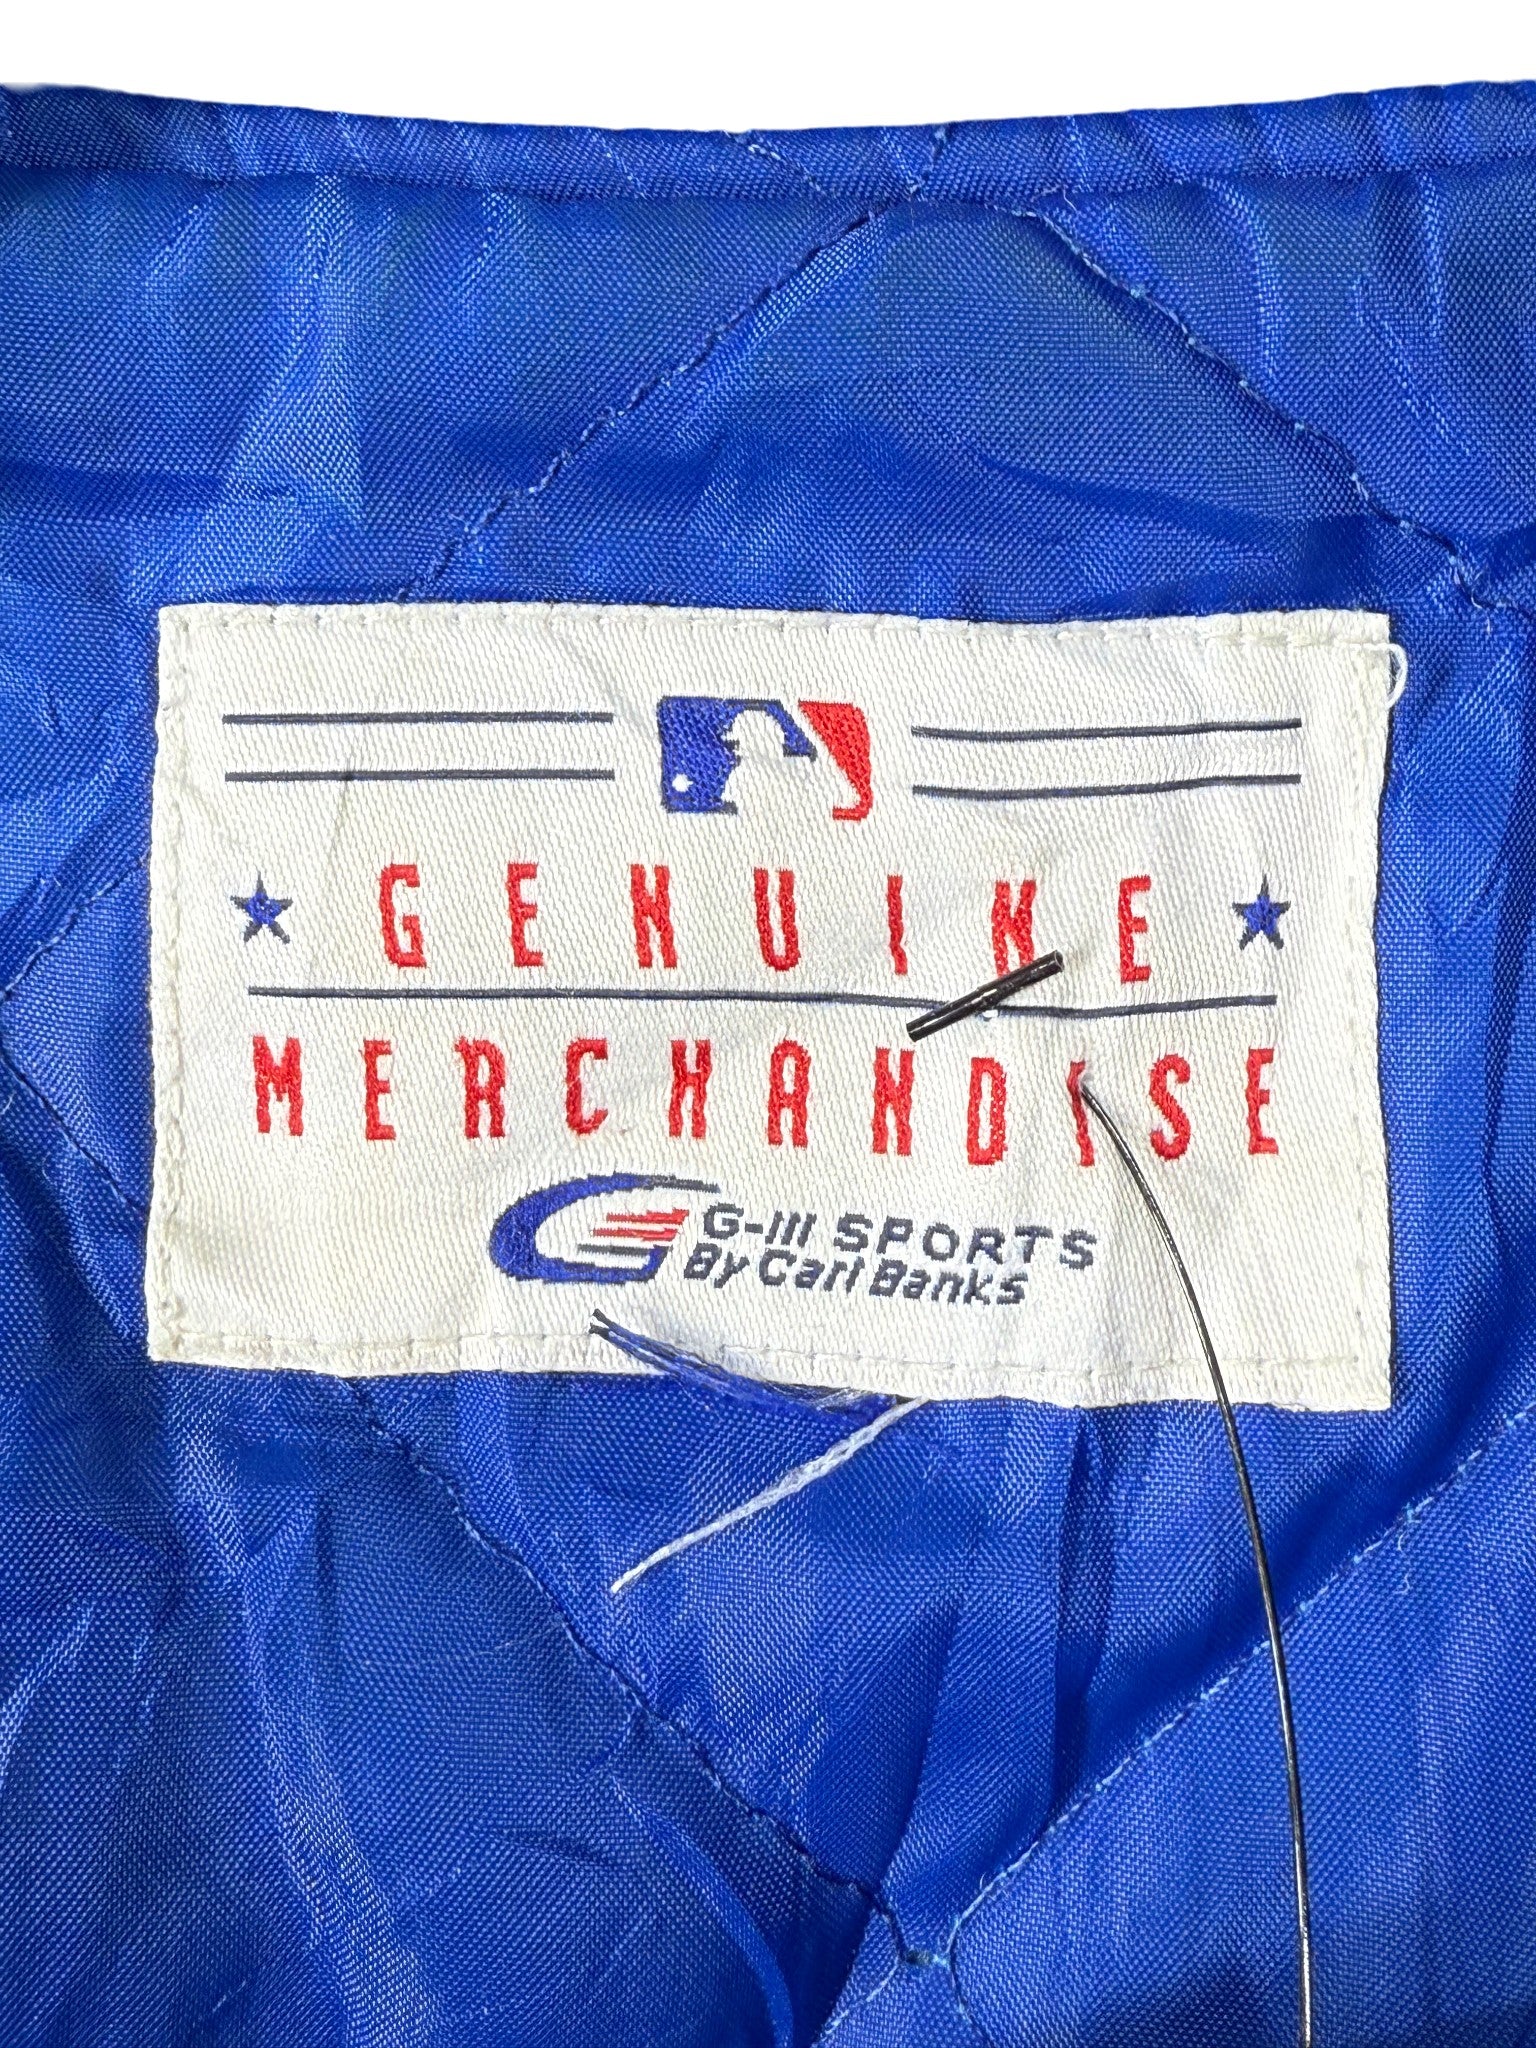 GENUINE
MERCHANDISE
G-III SPORTS
By Carl Banks